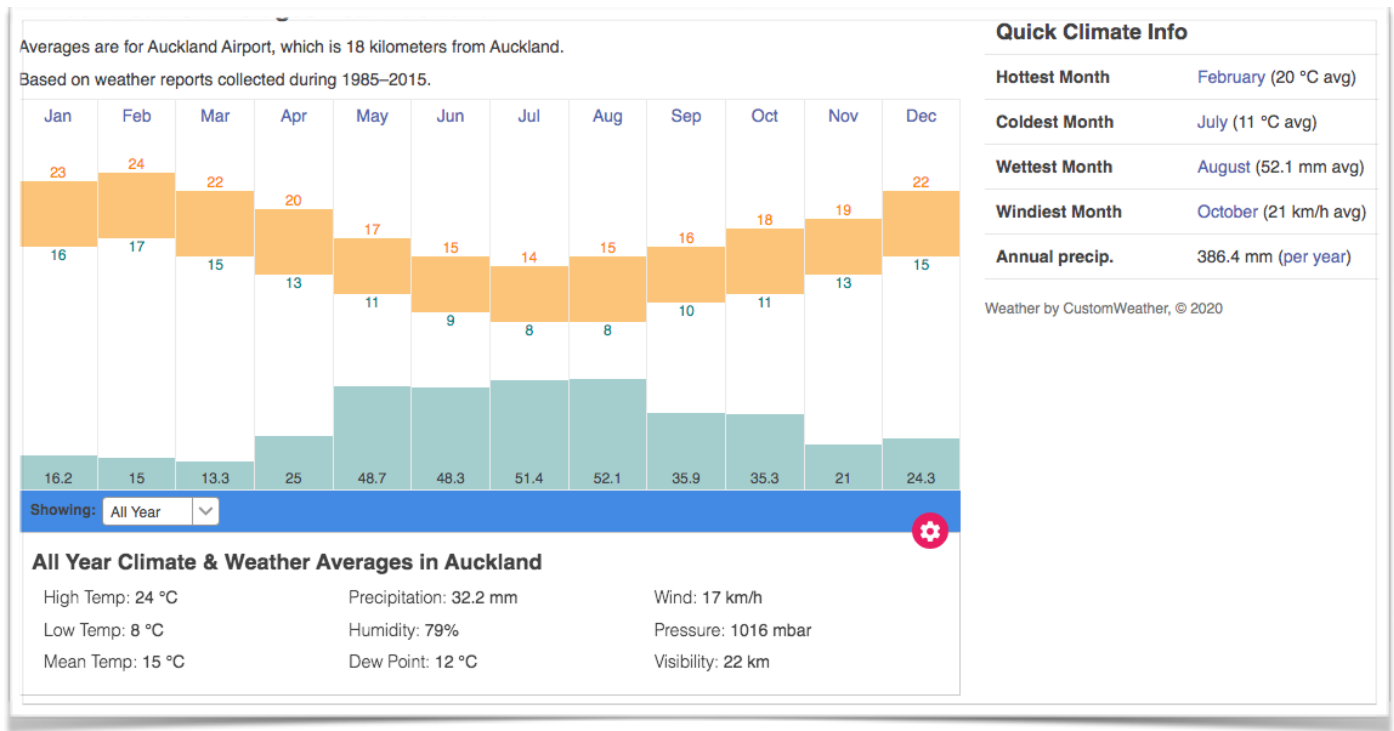 Averages are for Auckland Airport, which is 18 kilometers from Auckland.
Based on weather reports collected during 1985–2015.
Jan Feb Mar Apr May Jun Jul Aug Sep Oct Nov Dec
23 24 22 20 17 15 14 15 16 18 19 22
16 17 15 13 11 9 8 8 10 11 13 15
16.2 15 13.3 25 48.7 48.3 51.4 52.1 35.9 35.3 21 24.3
Showing: All Year
All Year Climate & Weather Averages in Auckland
High Temp: 24 °C Precipitation: 32.2 mm Wind: 17 km/h
Low Temp: 8 °C Humidity: 79% Pressure: 1016 mbar
Mean Temp: 15 °C Dew Point: 12 °C Visibility: 22 km
Quick Climate Info
Hottest Month February (20 °C avg)
Coldest Month July (11 °C avg)
Wettest Month August (52.1 mm avg)
Windiest Month October (21 km/h avg)
Annual precip. 386.4 mm (per year)
Weather by CustomWeather, © 2020